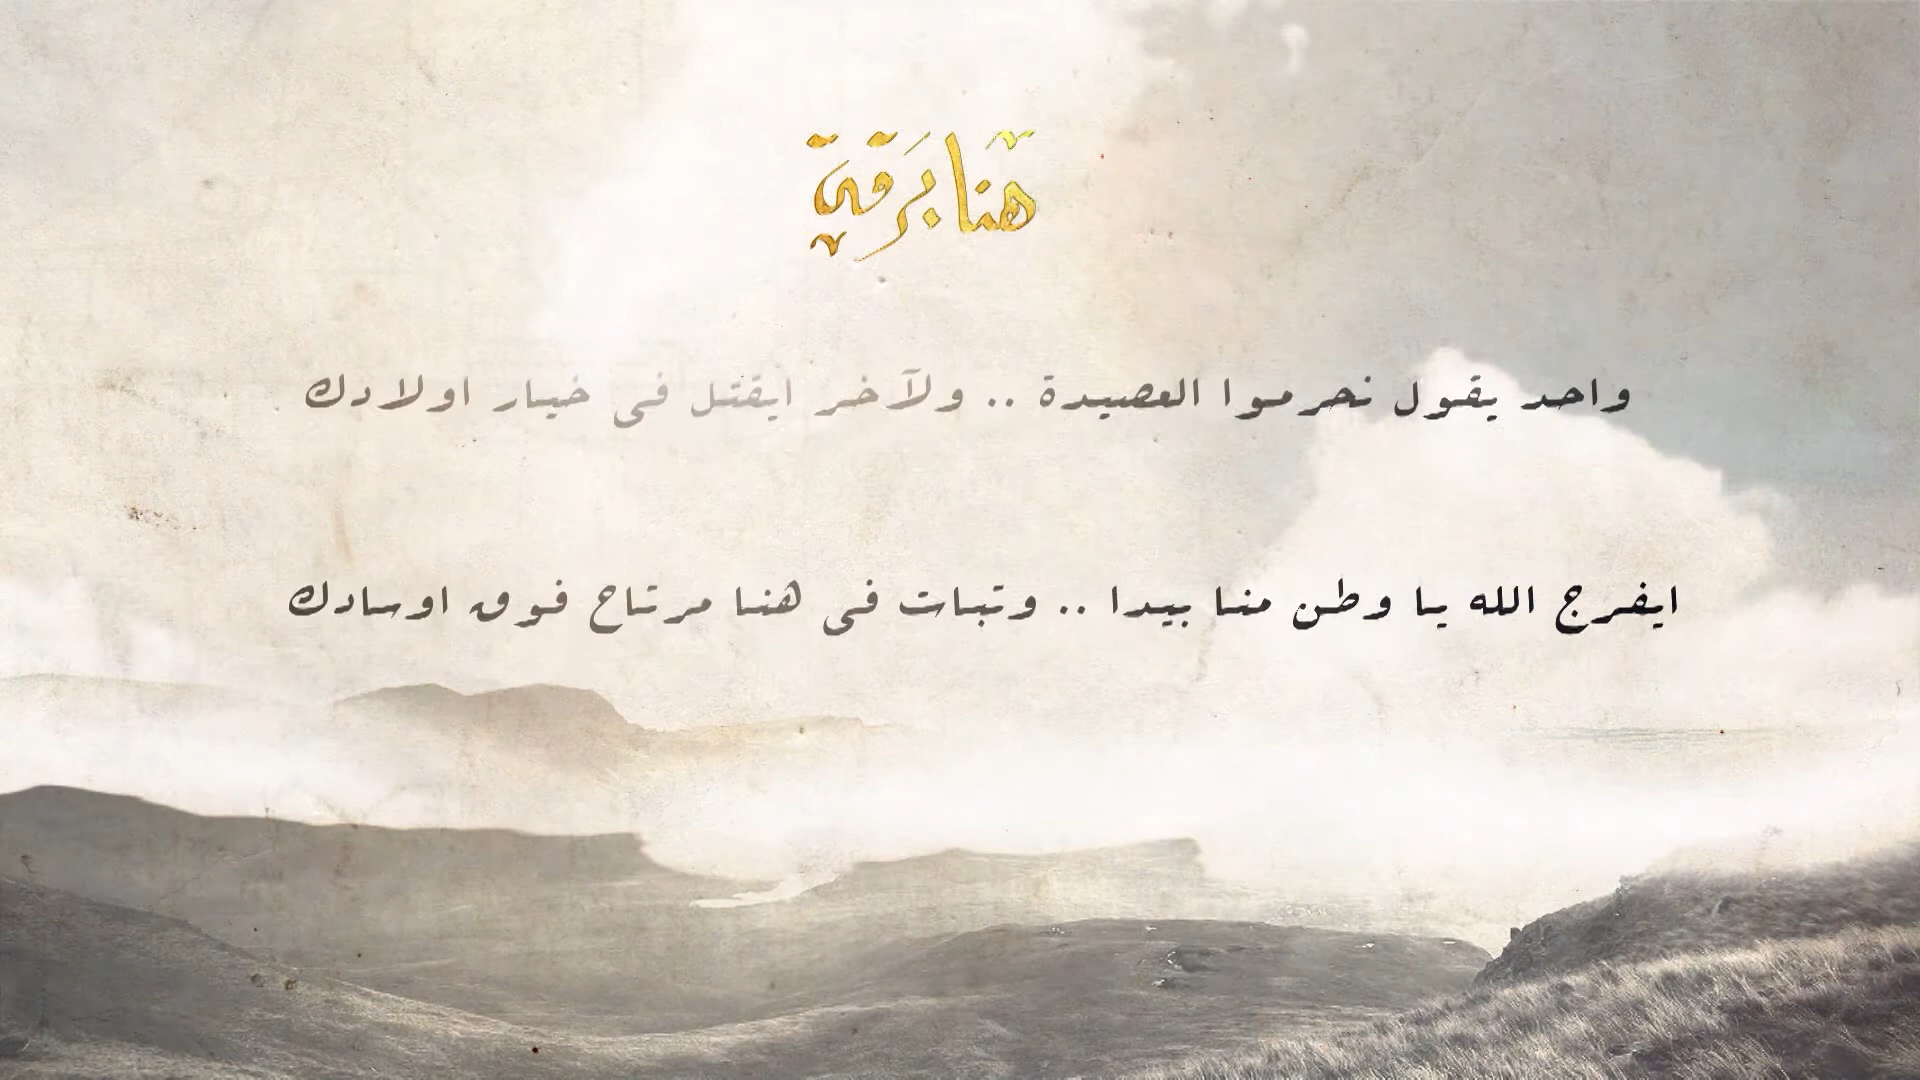 هنا بَرقة
واحد يقول نحرموا العصيدة .. ولآخر ايقتل في خيار اولادك
ايفرج الله يا وطن منا بيدا .. وتبات في هنا مرتاح فوق اوسادك